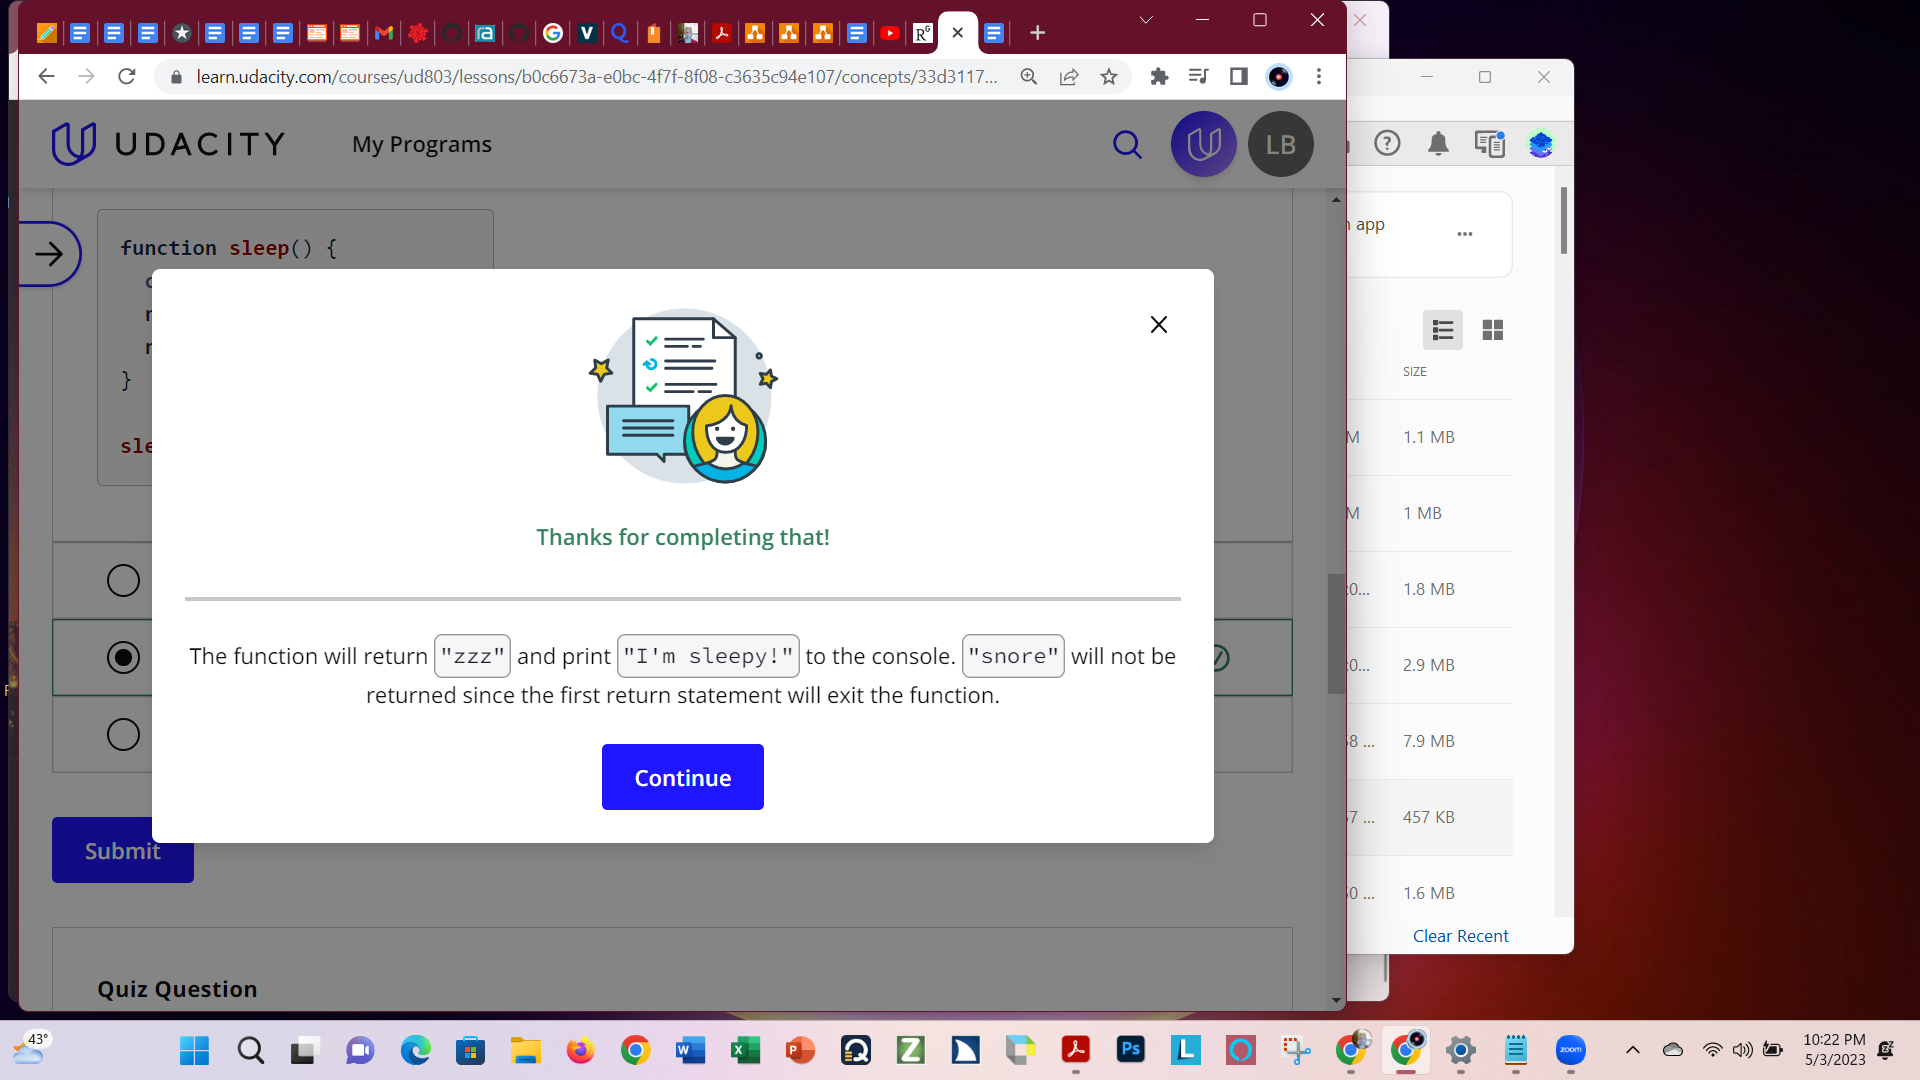 learn.udacity.com/courses/ud803/lessons/b0c6673a-e0bc-4f7f-8f08-c3635c94e107/concepts/33d3117...
UDACITY
My Programs
LB
function sleep() {
}
Thanks for completing that!
The function will return "zzz" and print "I'm sleepy!" to the console. "snore" will not be
returned since the first return statement will exit the function.
Continue
Submit
Quiz Question
app
SIZE
M 1.1 MB
M 1 MB
1.8 MB
2.9 MB
7.9 MB
457 KB
1.6 MB
Clear Recent
43°
zoom
10:22 PM
5/3/2023